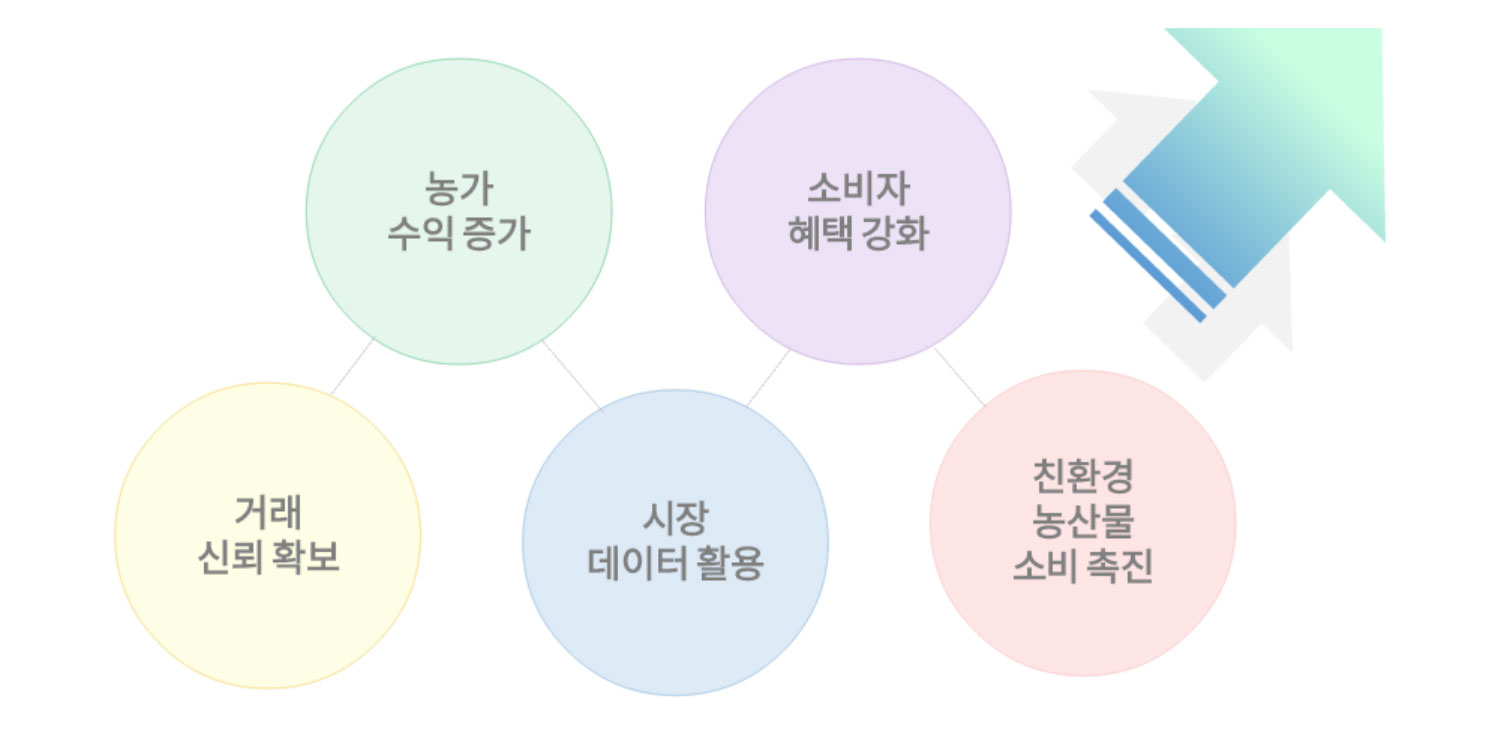 농가
수익 증가
소비자
혜택 강화
거래
신뢰 확보
시장
데이터 활용
친환경
농산물
소비 촉진